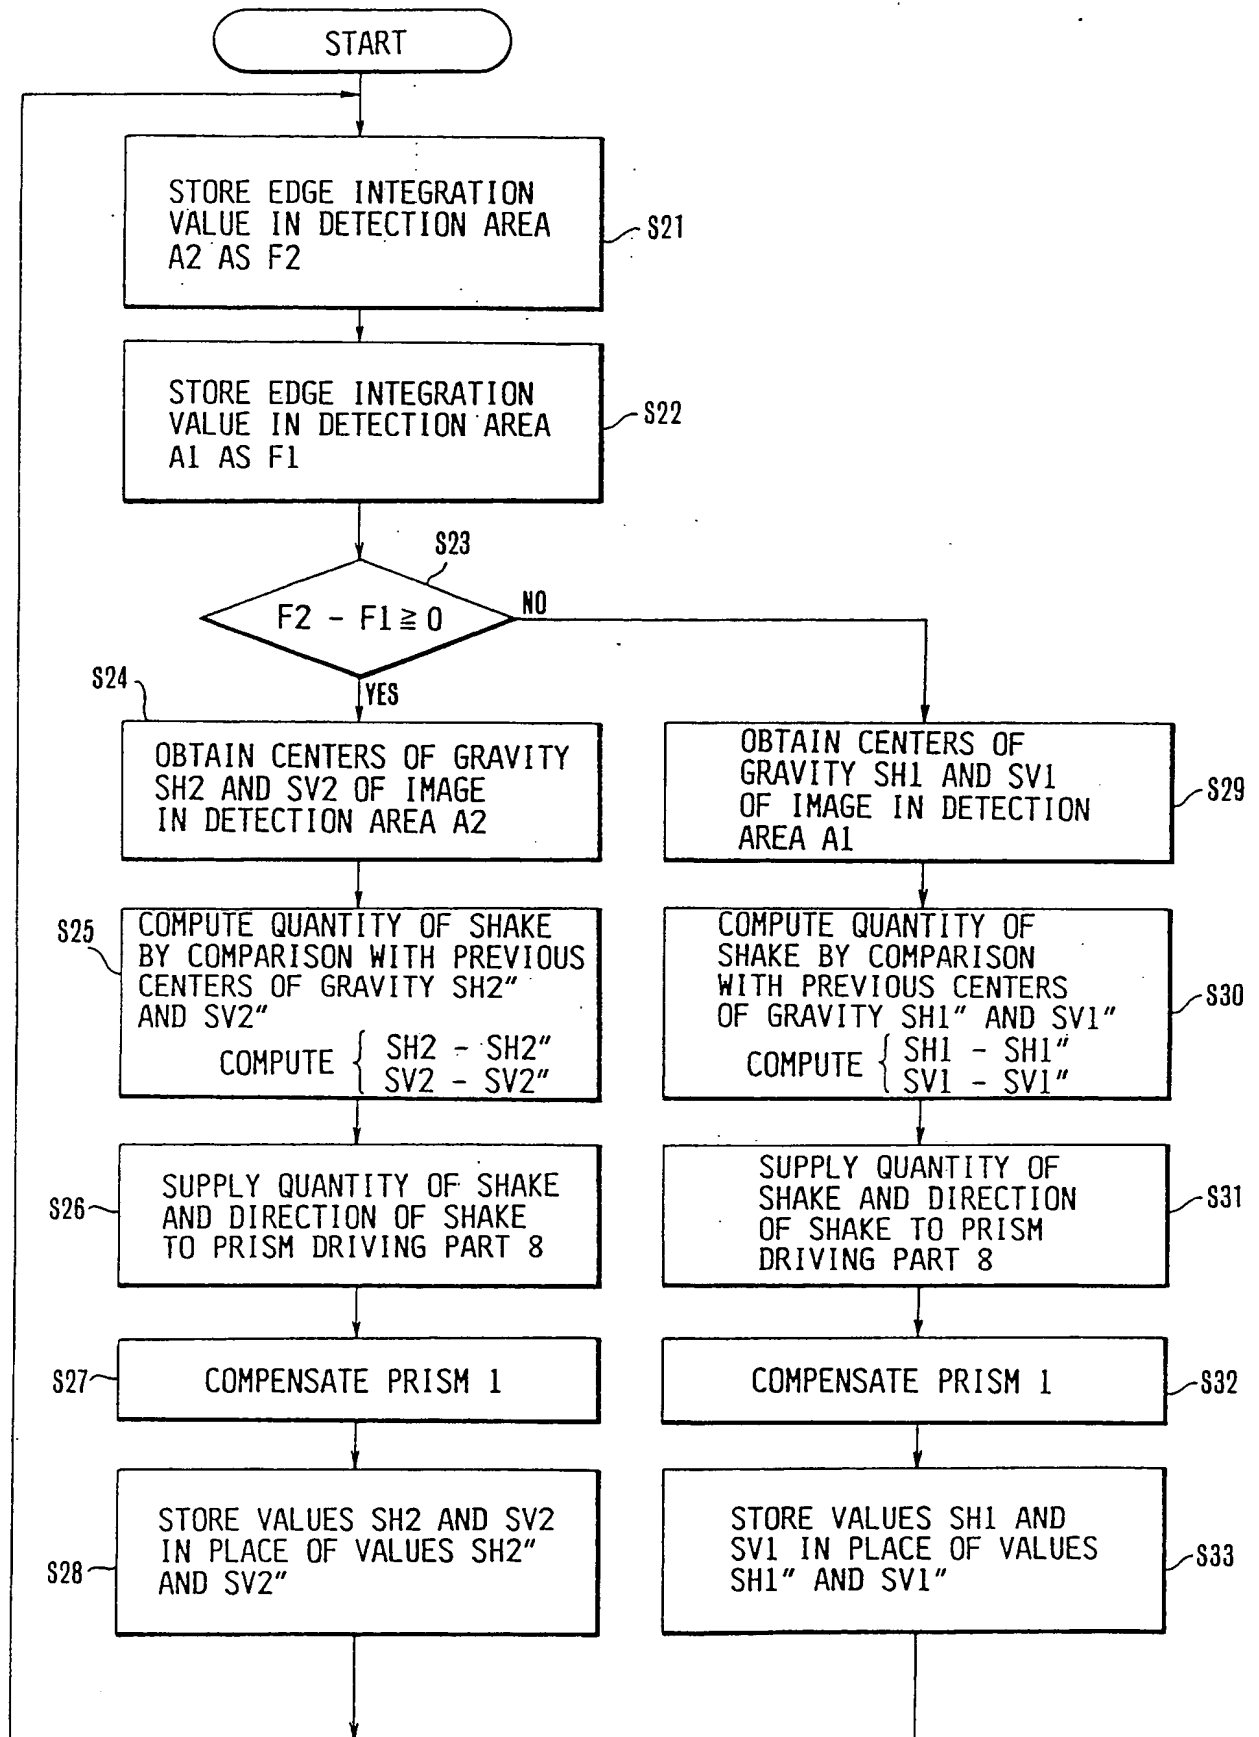 START
STORE EDGE INTEGRATION
VALUE IN DETECTION AREA
A2 AS F2
S21
STORE EDGE INTEGRATION
VALUE IN DETECTION AREA
A1 AS F1
S22
S23
F2 - F1 ≧ 0
NO
YES
S24
OBTAIN CENTERS OF GRAVITY
SH2 AND SV2 OF IMAGE
IN DETECTION AREA A2
S25
COMPUTE QUANTITY OF SHAKE
BY COMPARISON WITH PREVIOUS
CENTERS OF GRAVITY SH2″
AND SV2″
COMPUTE { SH2 - SH2″
SV2 - SV2″
S26
SUPPLY QUANTITY OF SHAKE
AND DIRECTION OF SHAKE
TO PRISM DRIVING PART 8
S27
COMPENSATE PRISM 1
S28
STORE VALUES SH2 AND SV2
IN PLACE OF VALUES SH2″
AND SV2″
OBTAIN CENTERS OF
GRAVITY SH1 AND SV1
OF IMAGE IN DETECTION
AREA A1
S29
COMPUTE QUANTITY OF
SHAKE BY COMPARISON
WITH PREVIOUS CENTERS
OF GRAVITY SH1″ AND SV1″
COMPUTE { SH1 - SH1″
SV1 - SV1″
S30
SUPPLY QUANTITY OF
SHAKE AND DIRECTION
OF SHAKE TO PRISM
DRIVING PART 8
S31
COMPENSATE PRISM 1
S32
STORE VALUES SH1 AND
SV1 IN PLACE OF VALUES
SH1″ AND SV1″
S33